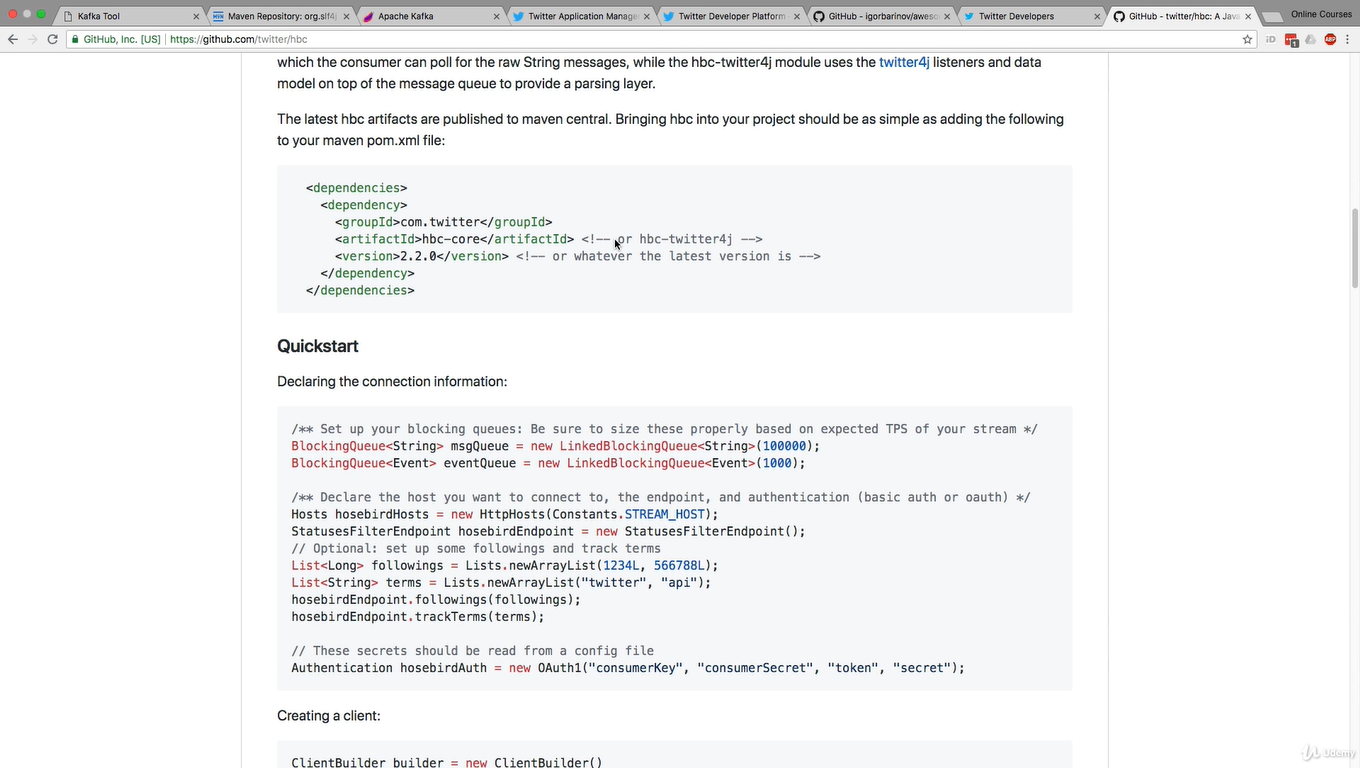 Kafka Tool
Maven Repository: org.slf4j
Apache Kafka
Twitter Application Manage
Twitter Developer Platform
GitHub - igorbarinov/aweso
Twitter Developers
GitHub - twitter/hbc: A Java
Online Courses
GitHub, Inc. [US] | https://github.com/twitter/hbc
iD
1
ABP
which the consumer can poll for the raw String messages, while the hbc-twitter4j module uses the twitter4j listeners and data
model on top of the message queue to provide a parsing layer.
The latest hbc artifacts are published to maven central. Bringing hbc into your project should be as simple as adding the following
to your maven pom.xml file:
<dependencies>
<dependency>
<groupId>com.twitter</groupId>
<artifactId>hbc-core</artifactId> <!-- or hbc-twitter4j -->
<version>2.2.0</version> <!-- or whatever the latest version is -->
</dependency>
</dependencies>
Quickstart
Declaring the connection information:
/** Set up your blocking queues: Be sure to size these properly based on expected TPS of your stream */
BlockingQueue<String> msgQueue = new LinkedBlockingQueue<String>(100000);
BlockingQueue<Event> eventQueue = new LinkedBlockingQueue<Event>(1000);
/** Declare the host you want to connect to, the endpoint, and authentication (basic auth or oauth) */
Hosts hosebirdHosts = new HttpHosts(Constants.STREAM_HOST);
StatusesFilterEndpoint hosebirdEndpoint = new StatusesFilterEndpoint();
// Optional: set up some followings and track terms
List<Long> followings = Lists.newArrayList(1234L, 566788L);
List<String> terms = Lists.newArrayList("twitter", "api");
hosebirdEndpoint.followings(followings);
hosebirdEndpoint.trackTerms(terms);
// These secrets should be read from a config file
Authentication hosebirdAuth = new OAuth1("consumerKey", "consumerSecret", "token", "secret");
Creating a client:
ClientBuilder builder = new ClientBuilder()
Udemy